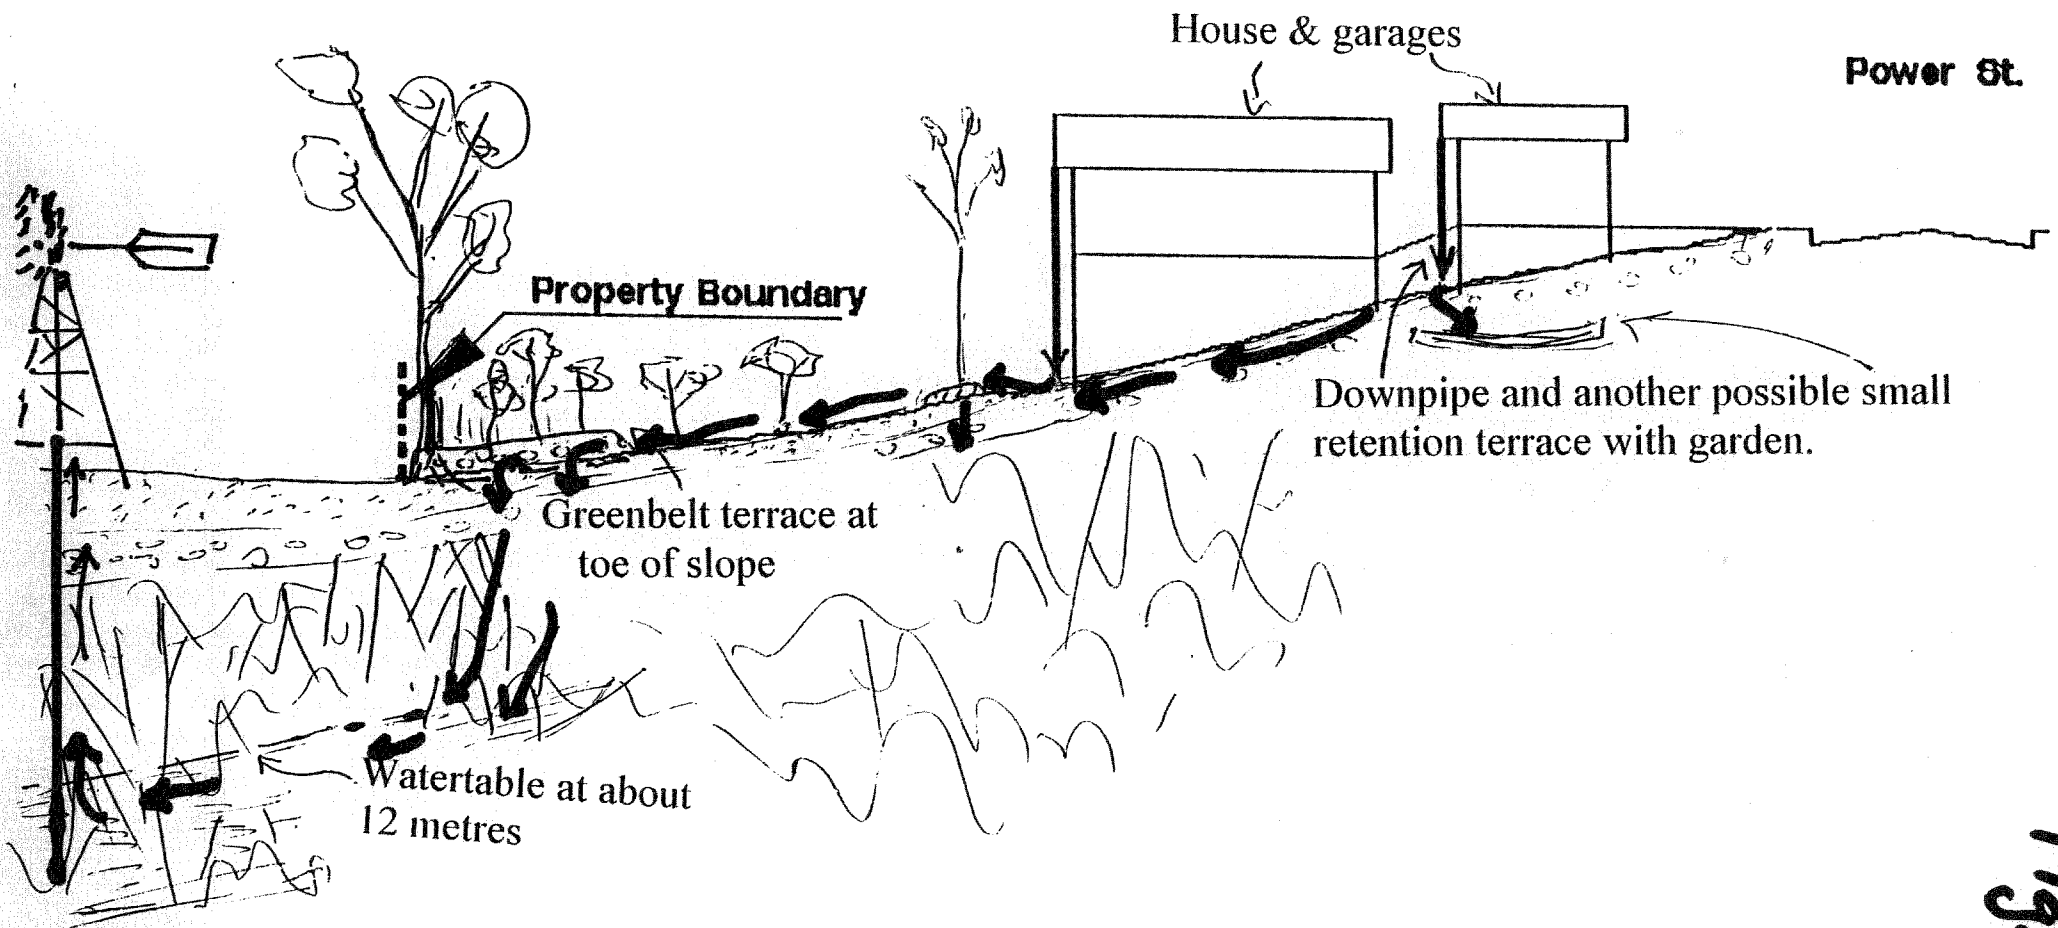 House & garages
Power St.
Property Boundary
Downpipe and another possible small
retention terrace with garden.
Greenbelt terrace at
toe of slope
Watertable at about
12 metres